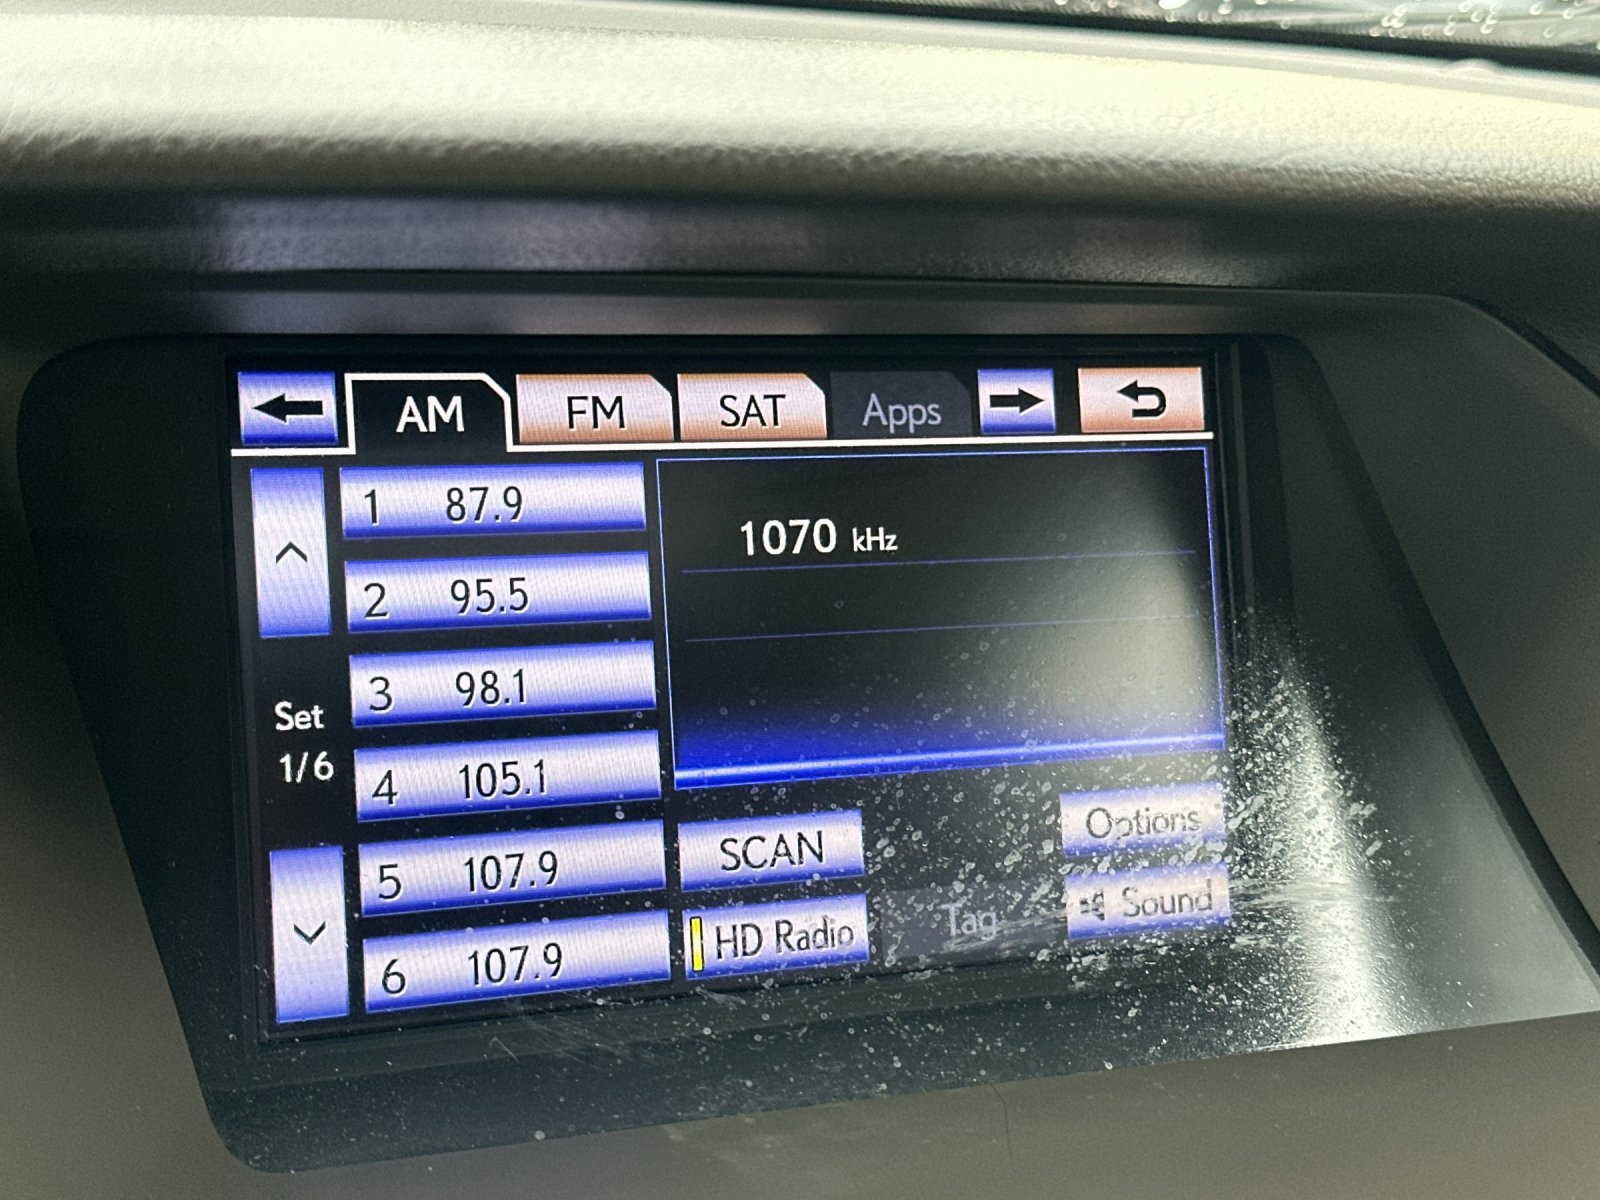 AM FM SAT Apps
1 87.9
2 95.5
3 98.1
4 105.1
5 107.9
6 107.9
Set
1/6
1070 kHz
SCAN
HD Radio
Tag
Options
Sound